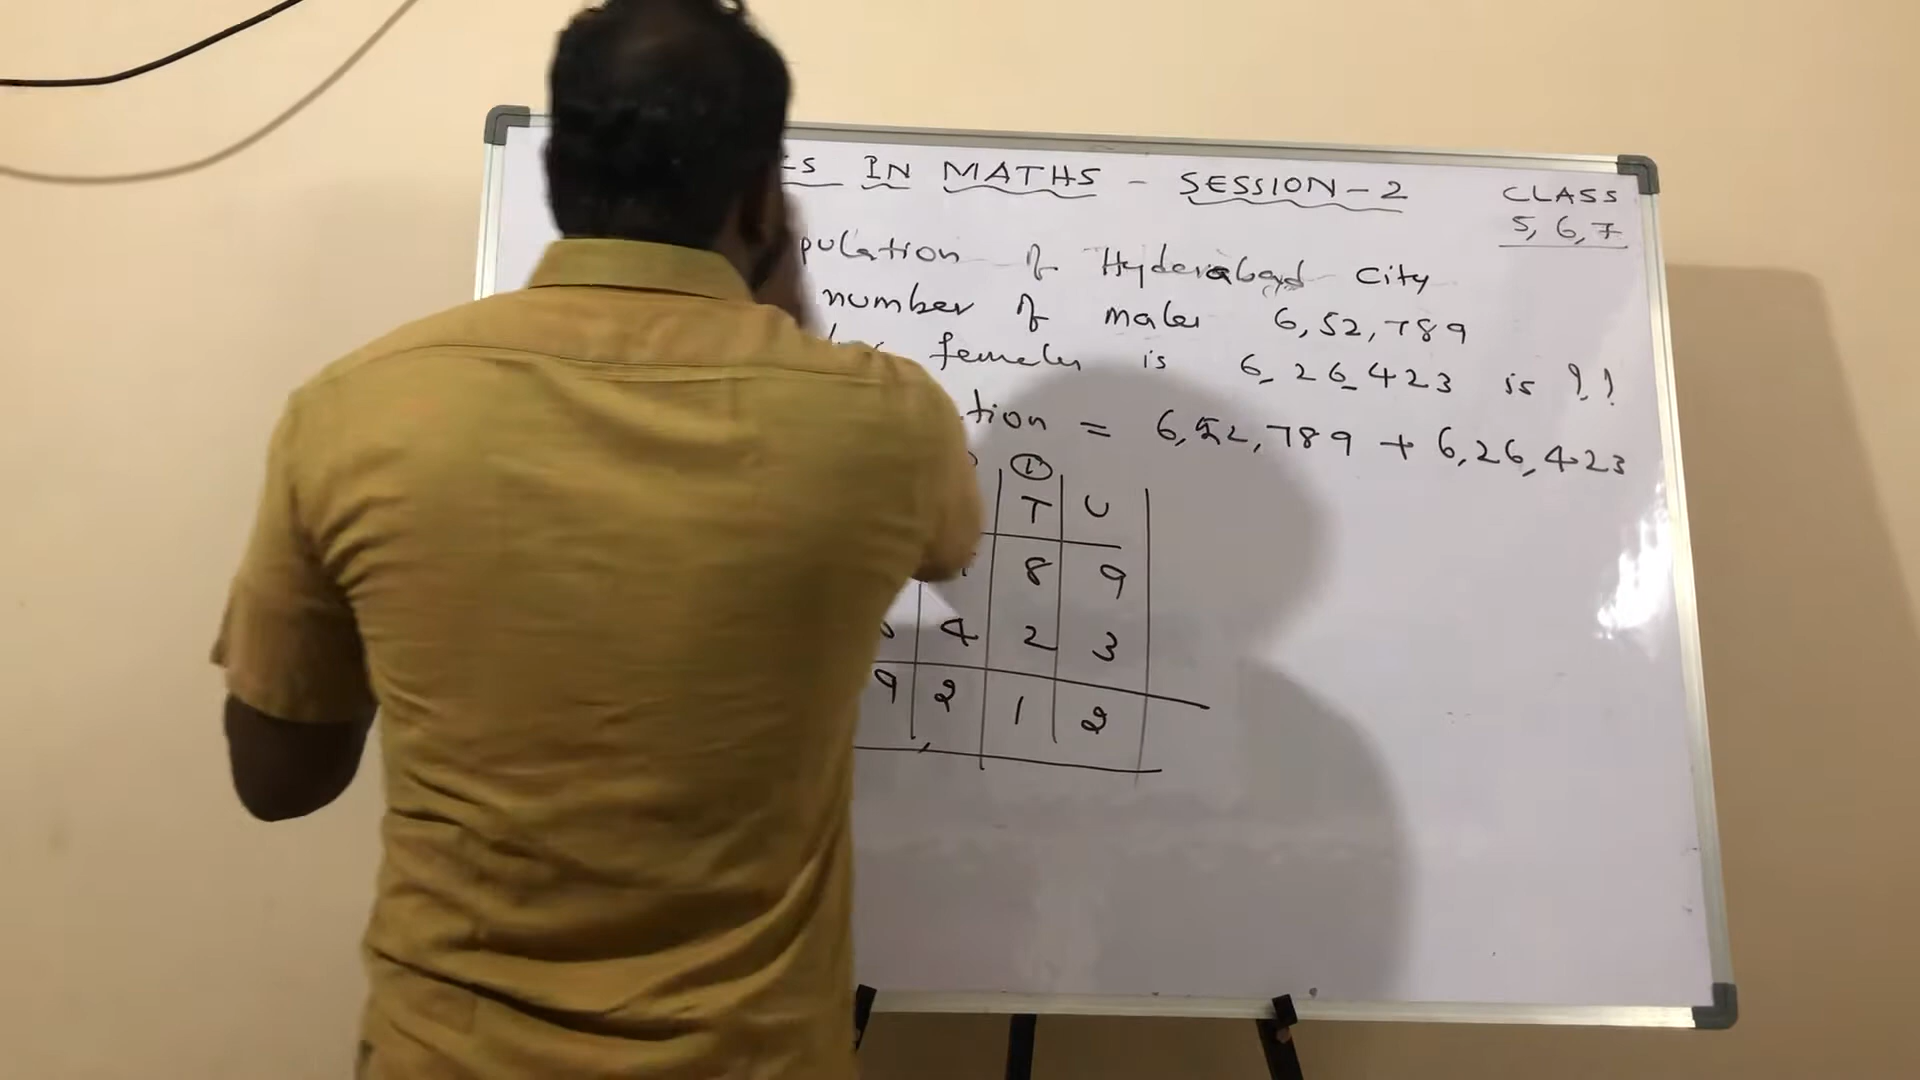 IN MATHS - SESSION - 2
CLASS
5, 6, 7
of Hyderabad City
number of males 6,52,789
females is 6,26,423 is ??
= 6,52,789 + 6,26,423
1
T U
8 9
4 2 3
9 2 1 2